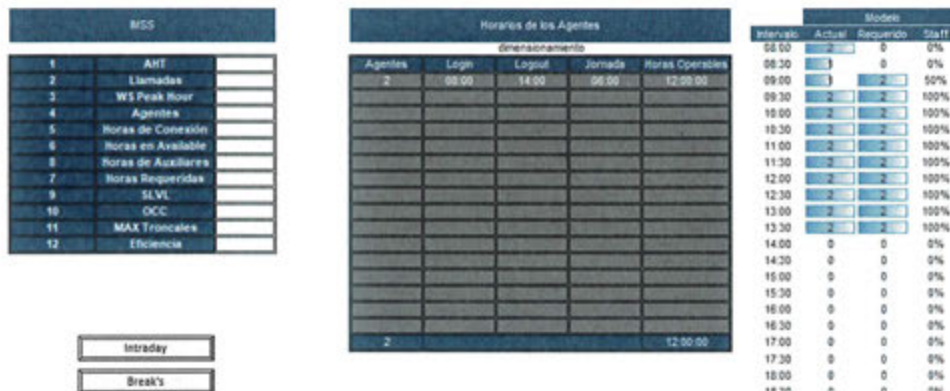 MSS
1 AHT
2 Llamadas
3 WS Peak Hour
4 Agentes
5 Horas de Conexión
6 Horas en Available
8 Horas de Auxiliares
7 Horas Requeridas
9 SLVL
10 OCC
11 MAX Troncales
12 Eficiencia
Intraday
Break's
Horarios de los Agentes
dimensionamiento
Agentes Login Logout Jornada Horas Operables
2 08:00 14:00 06:00 12:00:00
2 12:00:00
Modelo
Intervalo Actual Requerido Staff
08:00 2 0 0%
08:30 1 0 0%
09:00 1 2 50%
09:30 2 2 100%
10:00 2 2 100%
10:30 2 2 100%
11:00 2 2 100%
11:30 2 2 100%
12:00 2 2 100%
12:30 2 2 100%
13:00 2 2 100%
13:30 2 2 100%
14:00 0 0 0%
14:30 0 0 0%
15:00 0 0 0%
15:30 0 0 0%
16:00 0 0 0%
16:30 0 0 0%
17:00 0 0 0%
17:30 0 0 0%
18:00 0 0 0%